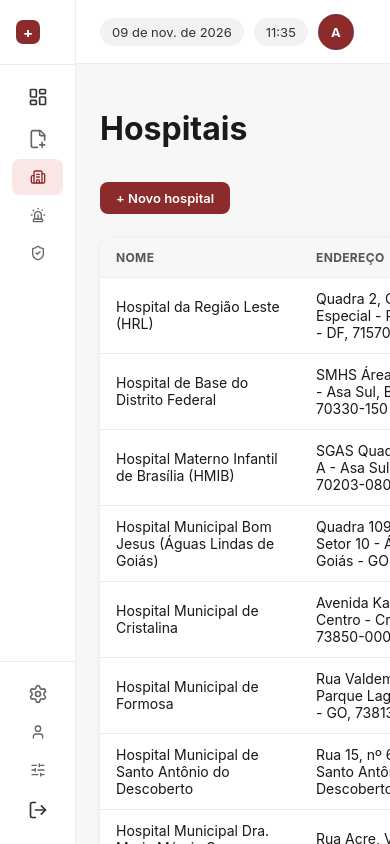 09 de nov. de 2026
11:35
A
Hospitais
+ Novo hospital
NOME
ENDEREÇO
Hospital da Região Leste
(HRL)
Quadra 2,
Especial -
- DF, 71570
Hospital de Base do
Distrito Federal
SMHS Área
- Asa Sul,
70330-150
Hospital Materno Infantil
de Brasília (HMIB)
SGAS Quad
A - Asa Sul
70203-080
Hospital Municipal Bom
Jesus (Águas Lindas de
Goiás)
Quadra 109
Setor 10 -
Goiás - GO
Hospital Municipal de
Cristalina
Avenida Ka
Centro - Cr
73850-000
Hospital Municipal de
Formosa
Rua Valdem
Parque Lag
- GO, 73813
Hospital Municipal de
Santo Antônio do
Descoberto
Rua 15, nº 6
Santo Antô
Descoberto
Hospital Municipal Dra.
Rua Acre,